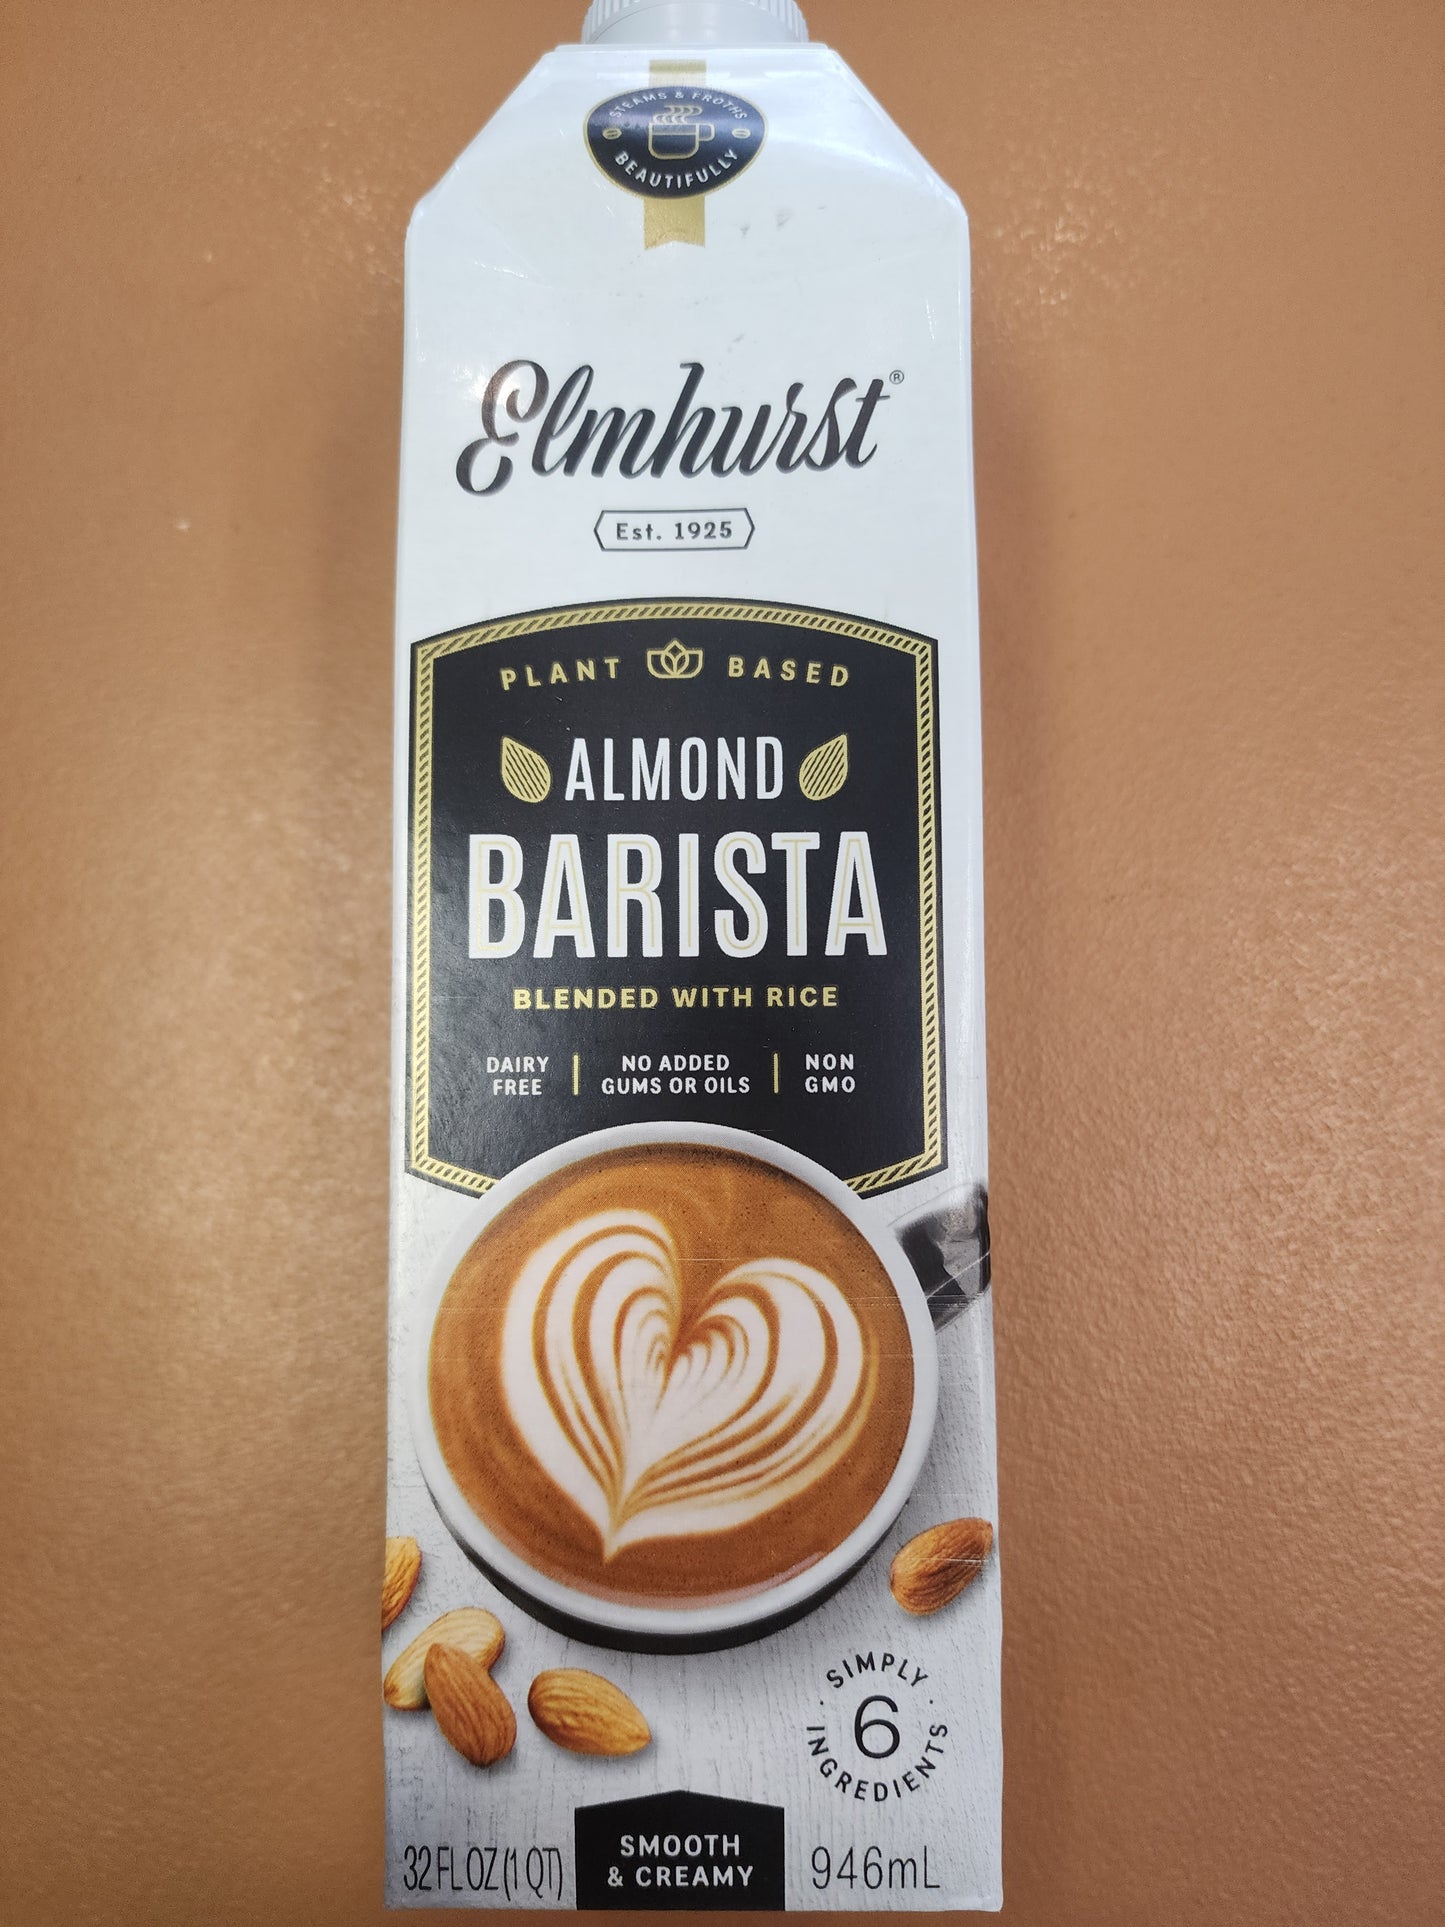 STEAMS & FROTHS
BEAUTIFULLY
Elmhurst®
Est. 1925
PLANT BASED
ALMOND
BARISTA
BLENDED WITH RICE
DAIRY FREE
NO ADDED GUMS OR OILS
NON GMO
SIMPLY
6
INGREDIENTS
32 FL OZ (1 QT)
SMOOTH
& CREAMY
946mL